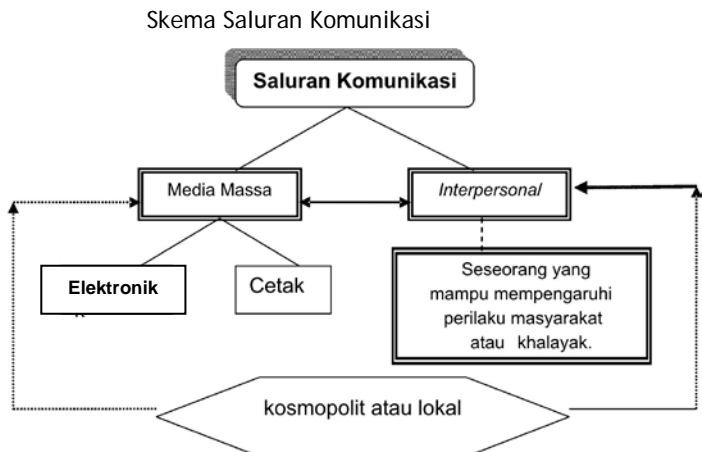 Skema Saluran Komunikasi
Saluran Komunikasi
Media Massa
Interpersonal
Elektronik
Cetak
Seseorang yang
mampu mempengaruhi
perilaku masyarakat
atau khalayak.
kosmopolit atau lokal